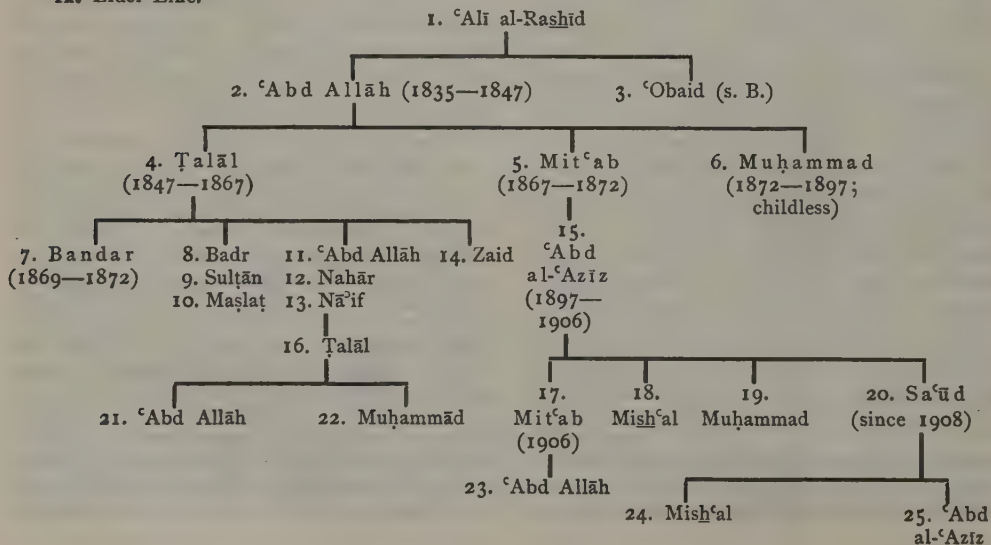 1. ʿAlī al-Rashīd
2. ʿAbd Allāh (1835—1847) 3. ʿObaid (s. B.)
4. Ṭalāl 5. Mitʿab 6. Muḥammad
(1847—1867) (1867—1872) (1872—1897;
childless)
7. Bandar 8. Badr 11. ʿAbd Allāh 14. Zaid 15.
(1869—1872) 9. Sulṭān 12. Nahār ʿAbd
10. Maṣlaṭ 13. Nāʾif al-ʿAzīz
(1897—
1906)
16. Ṭalāl
21. ʿAbd Allāh 22. Muḥammād
17. 18. 19. 20. Saʿūd
Mitʿab Mishʿal Muḥammad (since 1908)
(1906)
23. ʿAbd Allāh
24. Mishʿal 25. ʿAbd
al-ʿAzīz